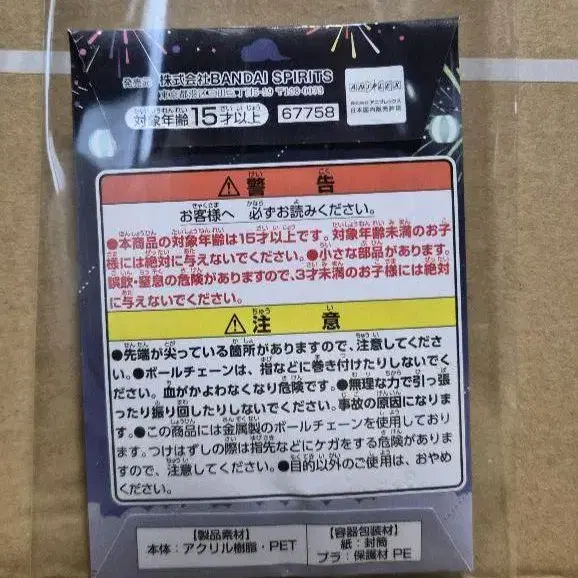 発売元 株式会社BANDAI SPIRITS
対象年齢15才以上
67758
ANIPLEX
日本国内販売許諾
⚠警告
お客様へ 必ずお読みください。
●本商品の対象年齢は15才以上です。対象年齢未満のお子
様には絶対に与えないでください。●小さな部品があります。
誤飲・窒息の危険がありますので、3才未満のお子様には絶対
に与えないでください。
⚠注意
●先端が尖っている箇所がありますので、注意してくださ
い。●ボールチェーンは、指などに巻き付けたりしないでく
ださい。血がかよわなくなり危険です。●無理な力で引っ張
ったり振り回したりしないでください。事故の原因になりま
す。●この商品には金属製のボールチェーンを使用しており
ます。つけはずしの際は指先などにケガをする危険がありま
すので、注意してください。●目的以外のご使用は、おやめ
ください。
【製品素材】
本体:アクリル樹脂・PET
【容器包装材】
紙:封筒
プラ:保護材 PE